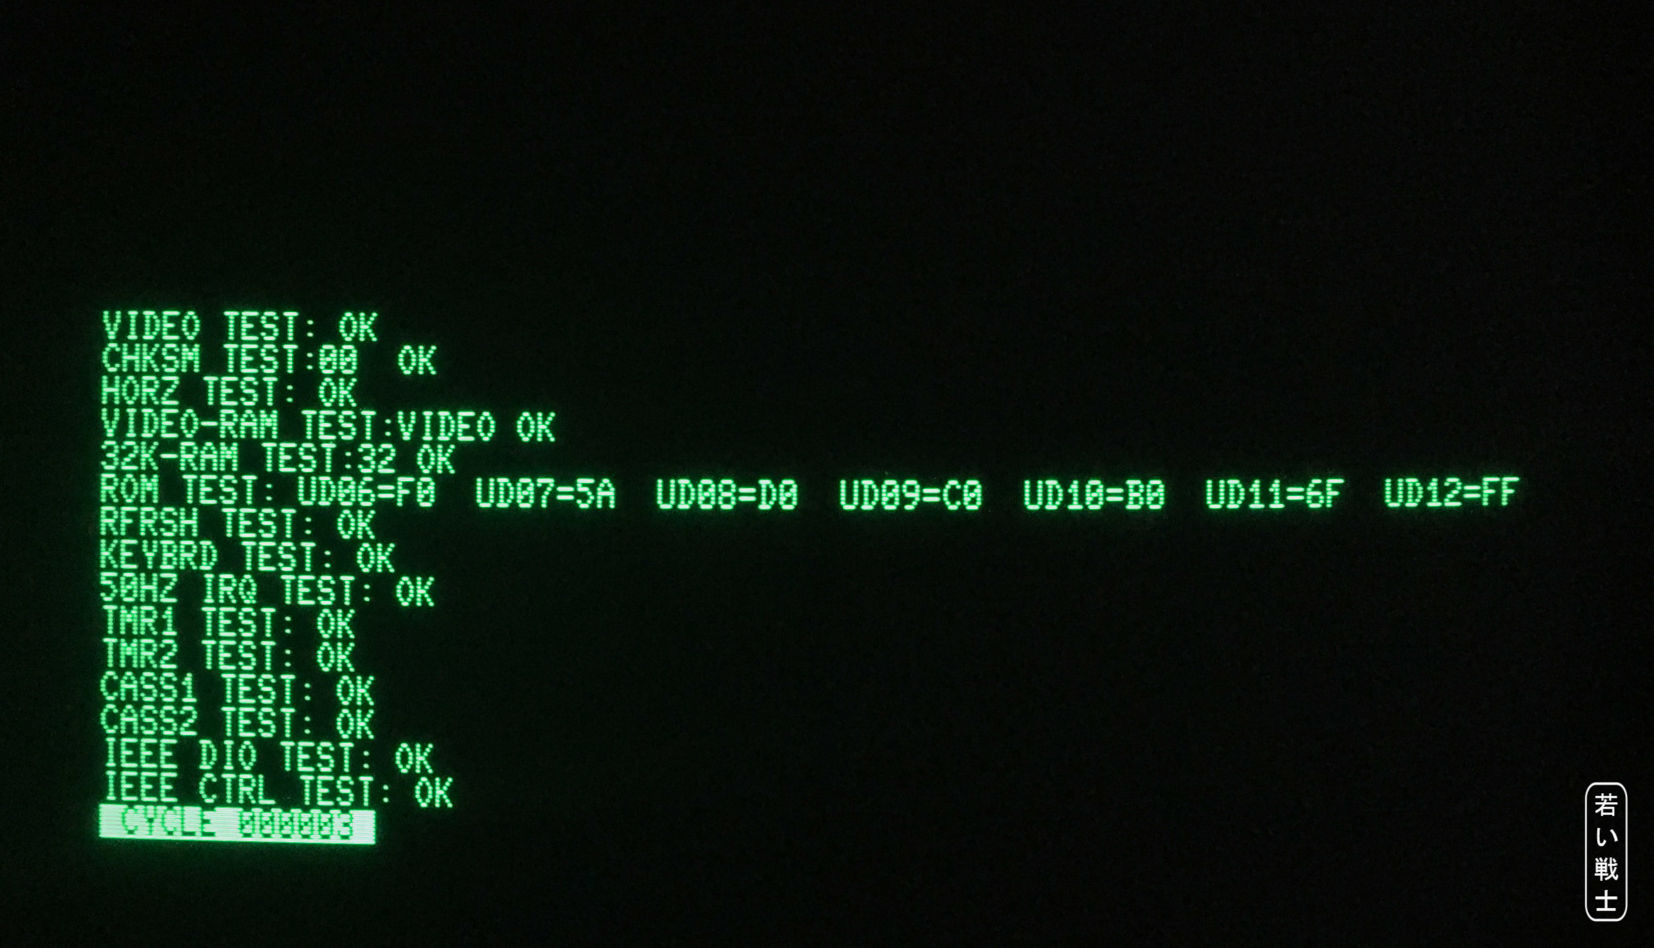 VIDEO TEST: OK
CHKSM TEST:00  OK
HORZ TEST: OK
VIDEO-RAM TEST:VIDEO OK
32K-RAM TEST:32 OK
ROM TEST: UD06=F0  UD07=5A  UD08=D0  UD09=C0  UD10=B0  UD11=6F  UD12=FF
RFRSH TEST: OK
KEYBRD TEST: OK
50HZ IRQ TEST: OK
TMR1 TEST: OK
TMR2 TEST: OK
CASS1 TEST: OK
CASS2 TEST: OK
IEEE DIO TEST: OK
IEEE CTRL TEST: OK
CYCLE 000003
若い戦士